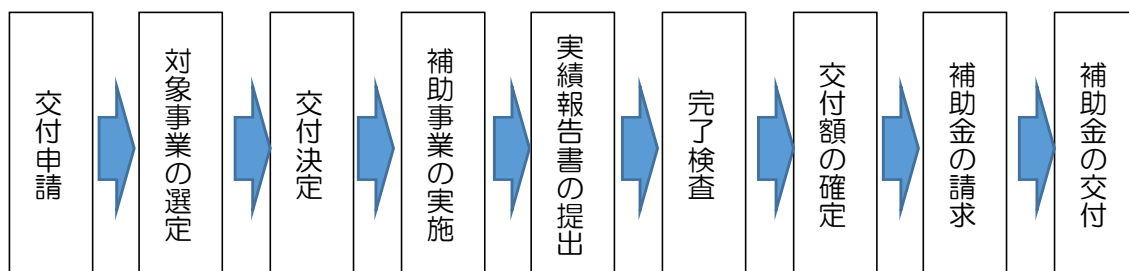 交付申請
対象事業の選定
交付決定
補助事業の実施
実績報告書の提出
完了検査
交付額の確定
補助金の請求
補助金の交付